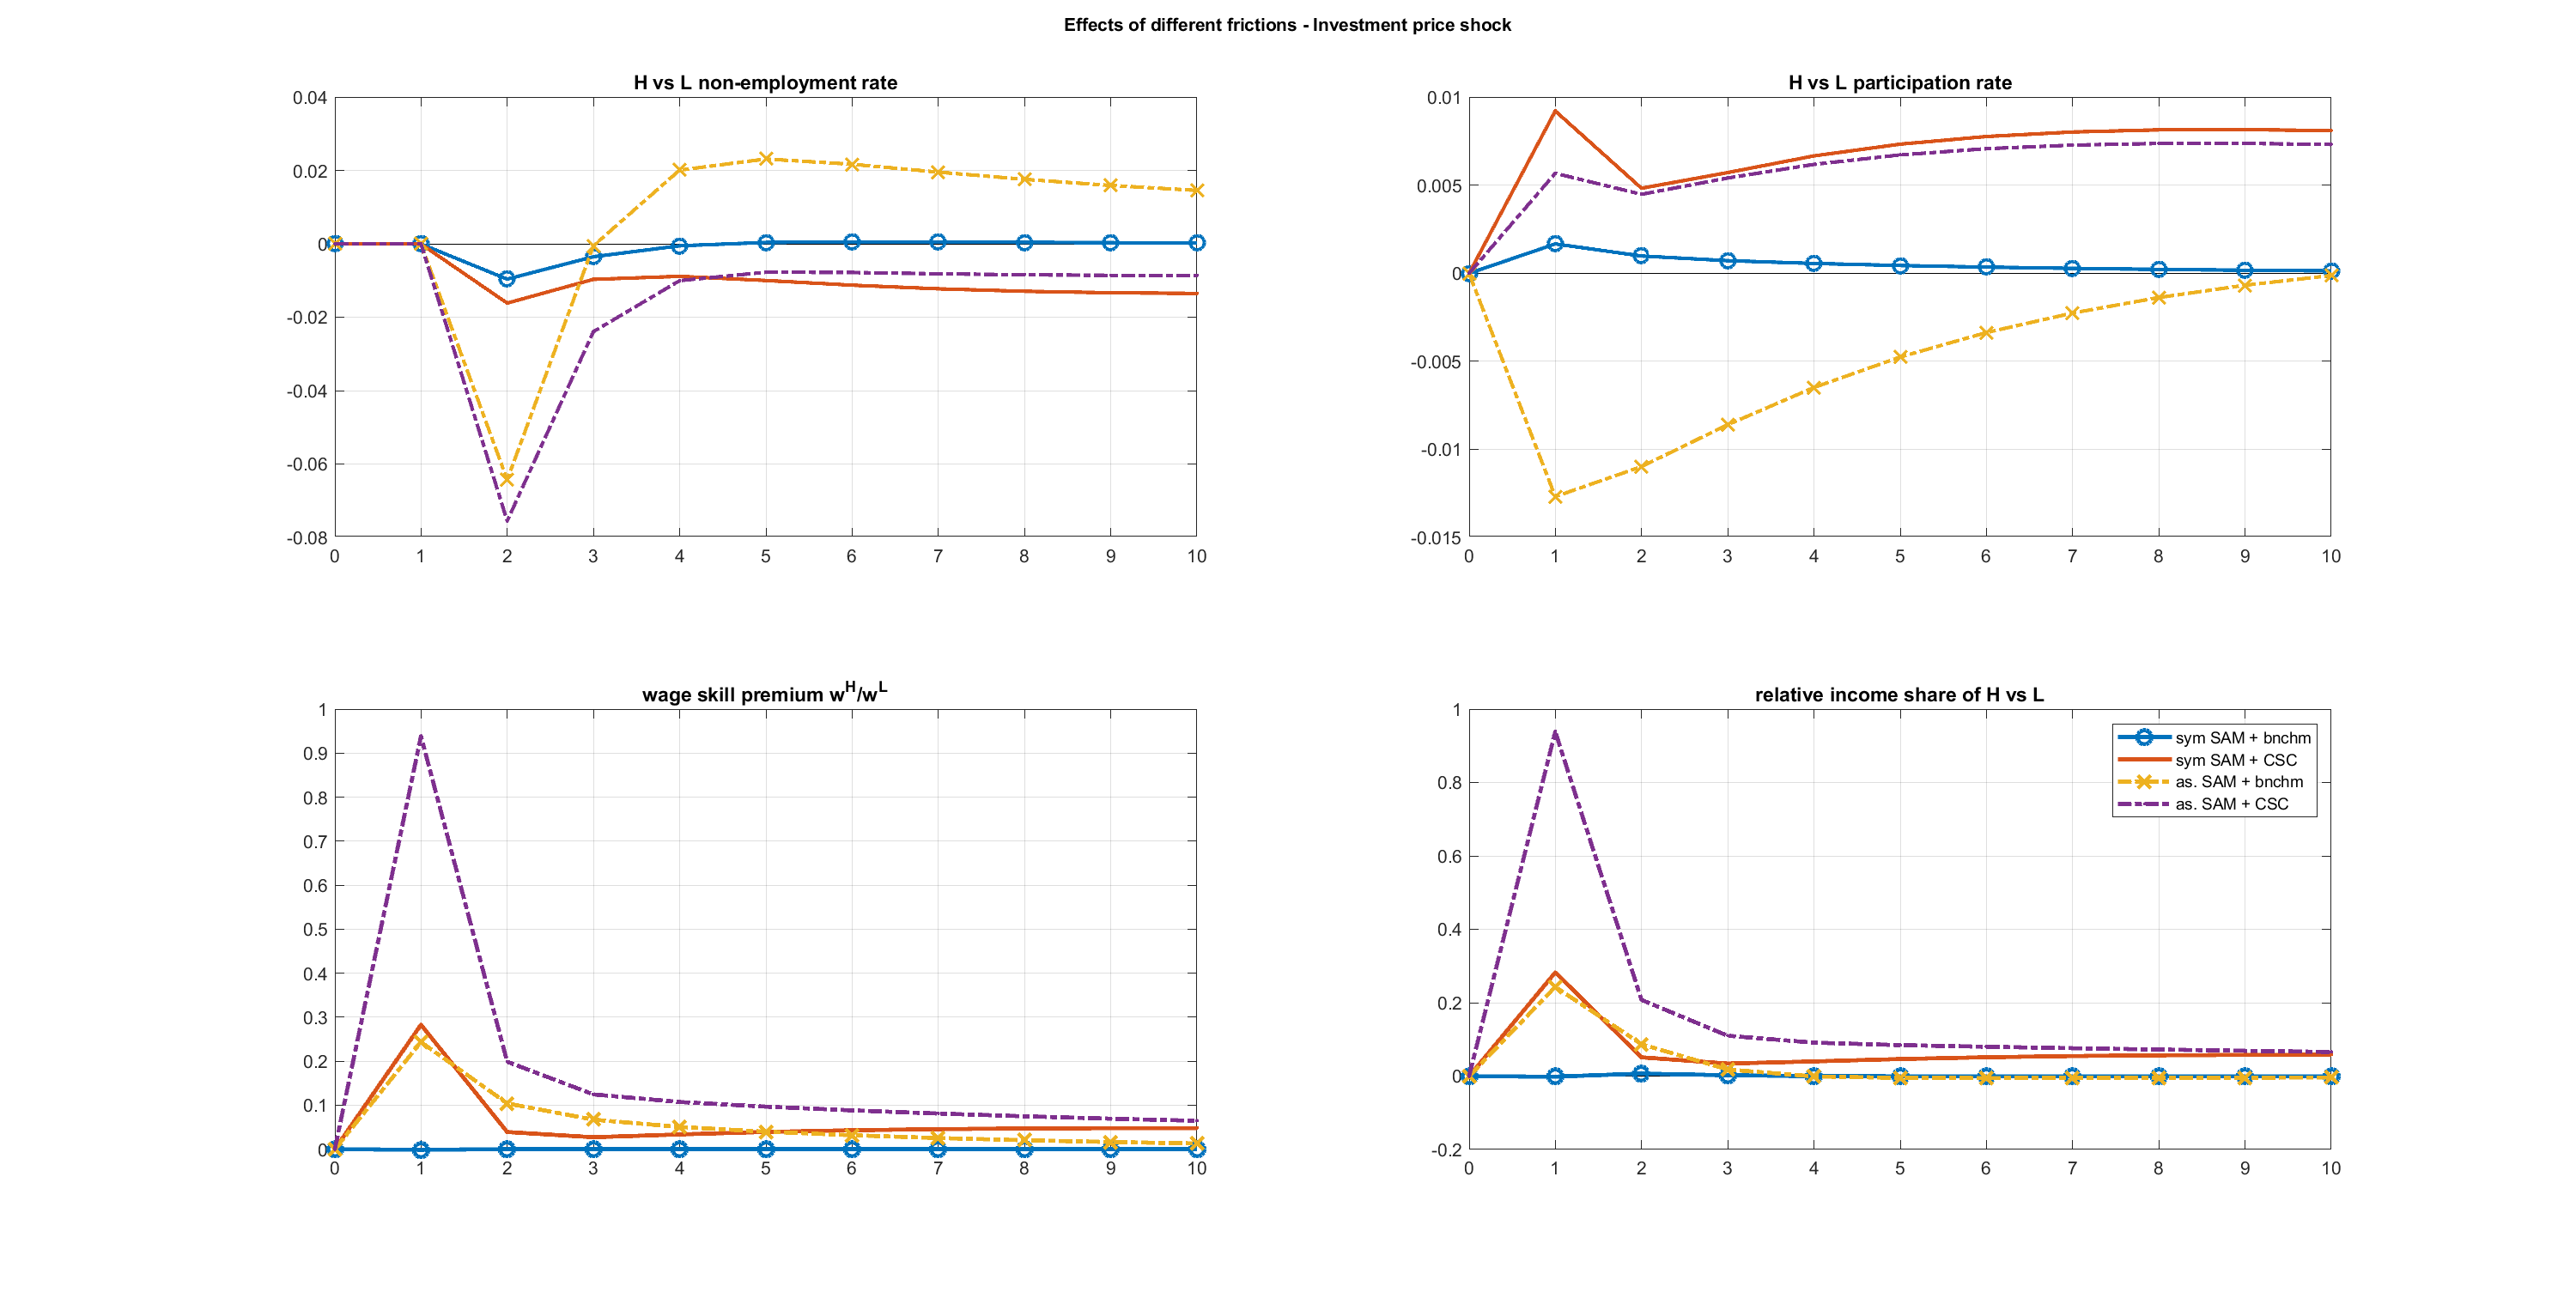 Effects of different frictions - Investment price shock
H vs L non-employment rate
0.04
0.02
0
-0.02
-0.04
-0.06
-0.08
0 1 2 3 4 5 6 7 8 9 10
H vs L participation rate
0.01
0.005
0
-0.005
-0.01
-0.015
0 1 2 3 4 5 6 7 8 9 10
wage skill premium w^H/w^L
1
0.9
0.8
0.7
0.6
0.5
0.4
0.3
0.2
0.1
0
0 1 2 3 4 5 6 7 8 9 10
relative income share of H vs L
1
0.8
0.6
0.4
0.2
0
-0.2
0 1 2 3 4 5 6 7 8 9 10
sym SAM + bnchm
sym SAM + CSC
as. SAM + bnchm
as. SAM + CSC